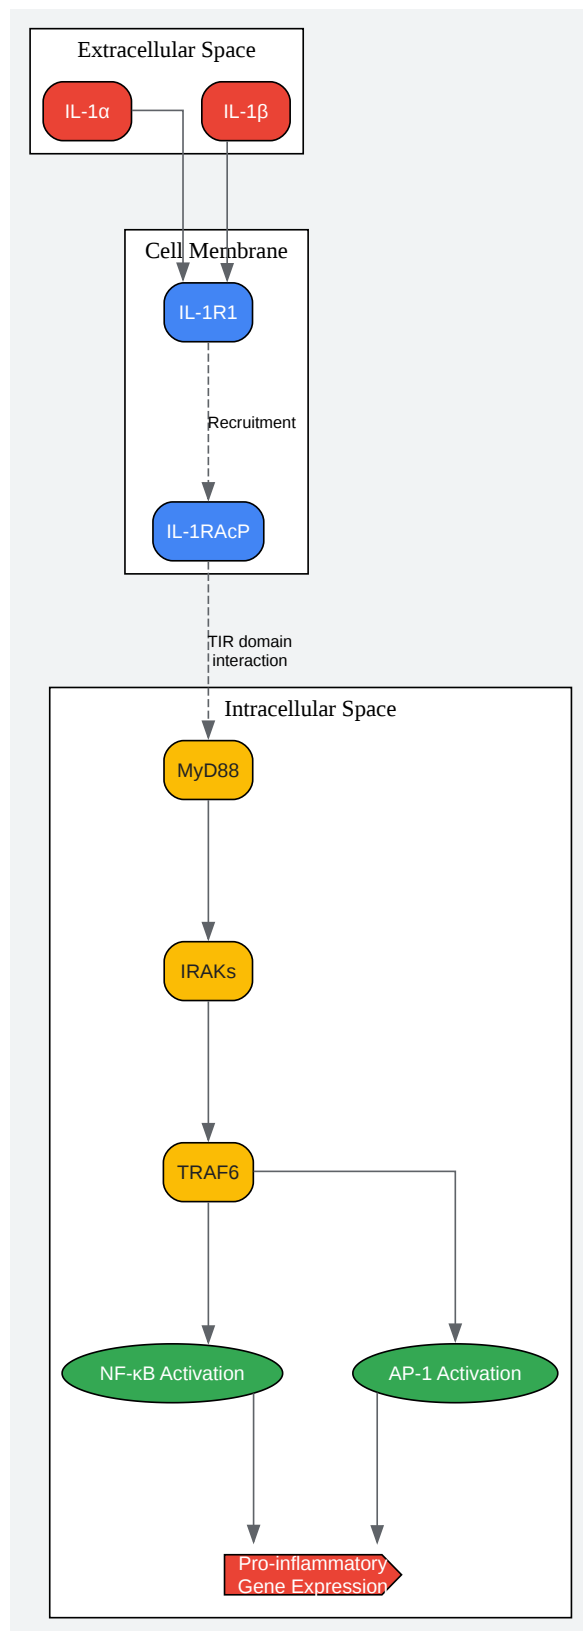 Extracellular Space
IL-1α
IL-1β
Cell Membrane
IL-1R1
Recruitment
IL-1RAcP
TIR domain
interaction
Intracellular Space
MyD88
IRAKs
TRAF6
NF-κB Activation
AP-1 Activation
Pro-inflammatory
Gene Expression